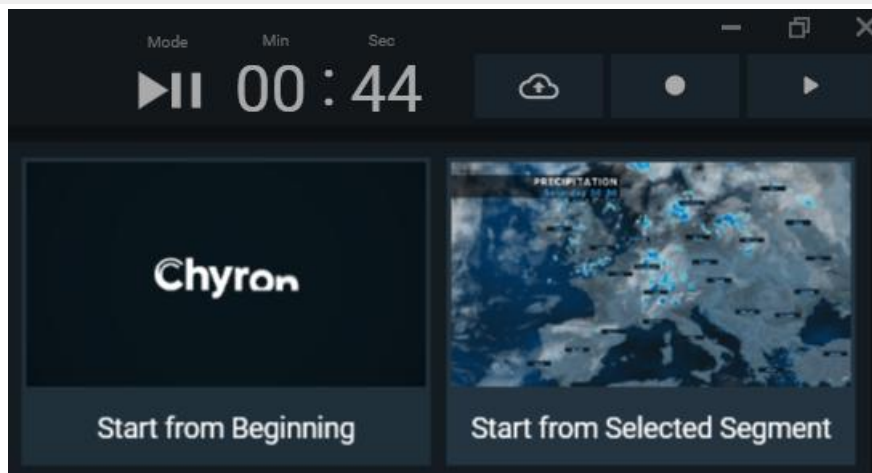 Mode Min Sec
00 : 44
PRECIPITATION
Chyron
Start from Beginning
Start from Selected Segment